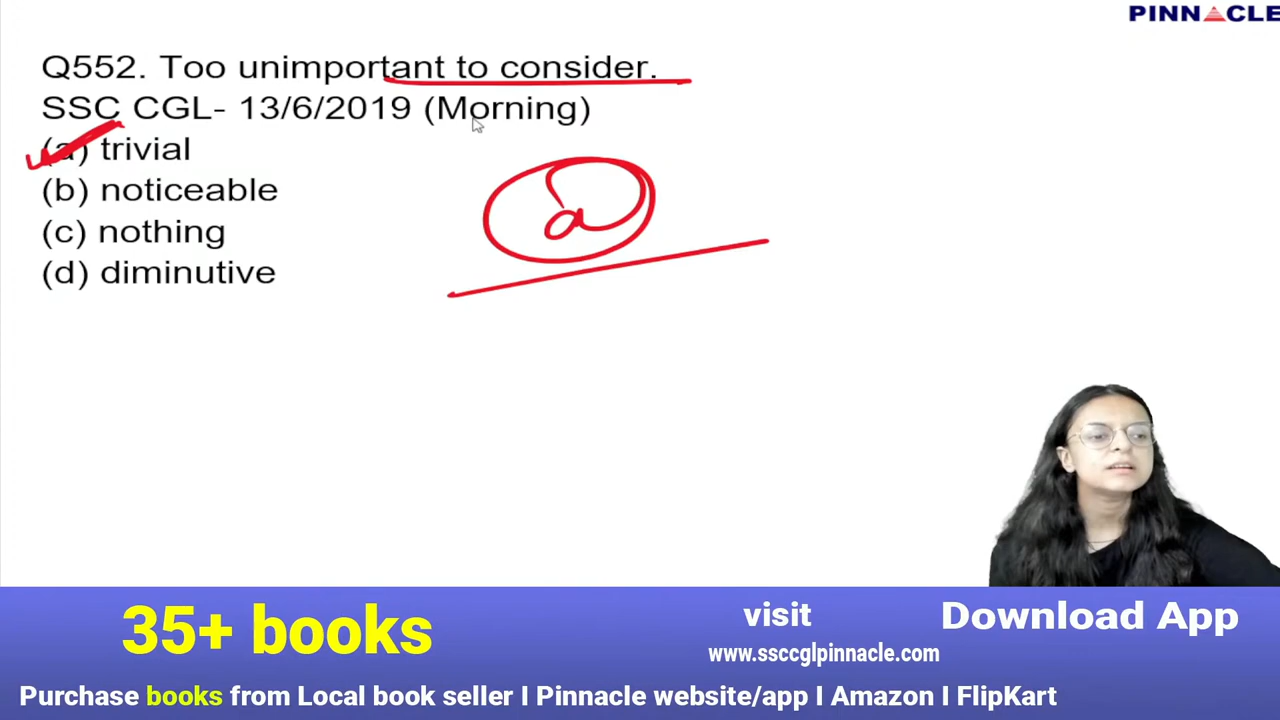 PINNACLE
Q552. Too unimportant to consider.
SSC CGL- 13/6/2019 (Morning)
(a) trivial
(b) noticeable
(c) nothing
(d) diminutive
a
35+ books
visit
www.ssccglpinnacle.com
Download App
Purchase books from Local book seller I Pinnacle website/app I Amazon I FlipKart